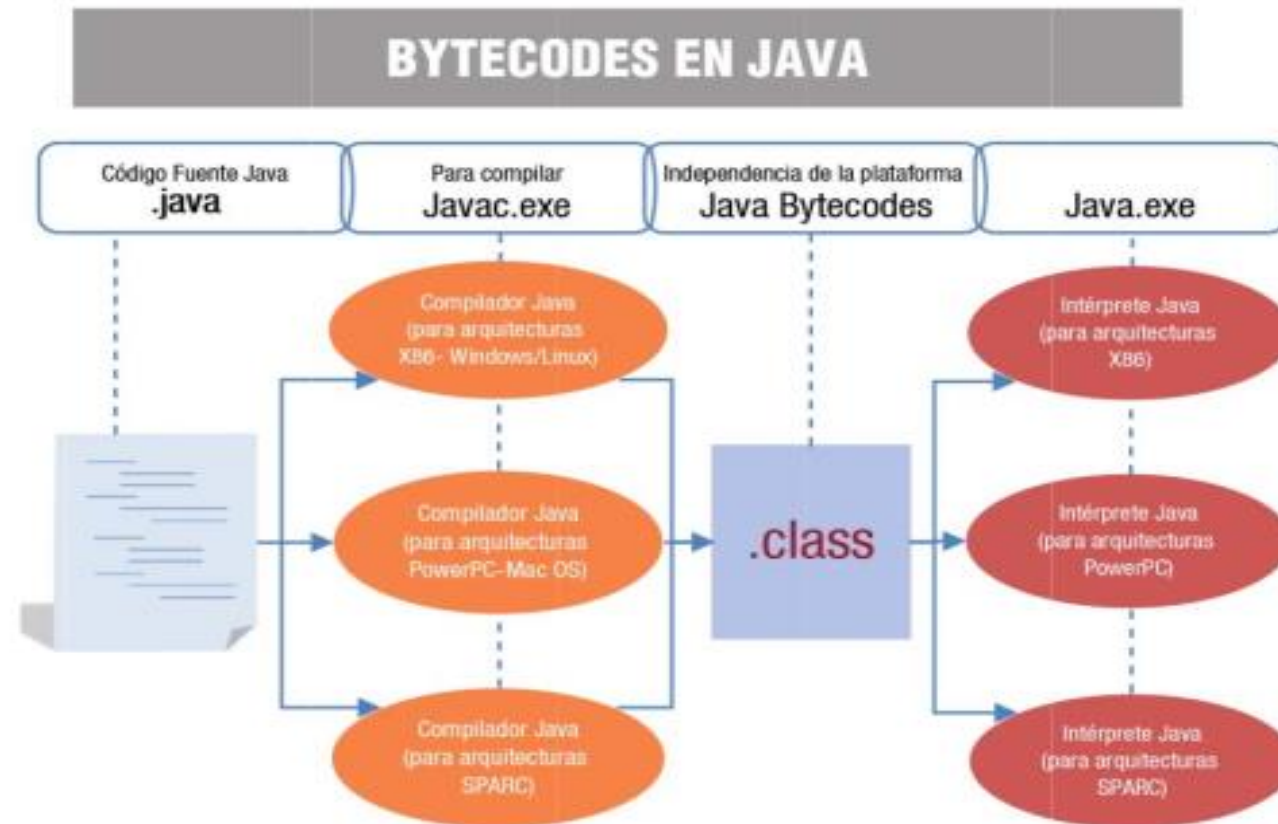 BYTECODES EN JAVA
Código Fuente Java
.java
Para compilar
Javac.exe
Independencia de la plataforma
Java Bytecodes
Java.exe
Compilador Java
(para arquitecturas
X86- Windows/Linux)
Intérprete Java
(para arquitecturas
X86)
Compilador Java
(para arquitecturas
PowerPC-Mac OS)
.class
Intérprete Java
(para arquitecturas
PowerPC)
Compilador Java
(para arquitecturas
SPARC)
Intérprete Java
(para arquitecturas
SPARC)